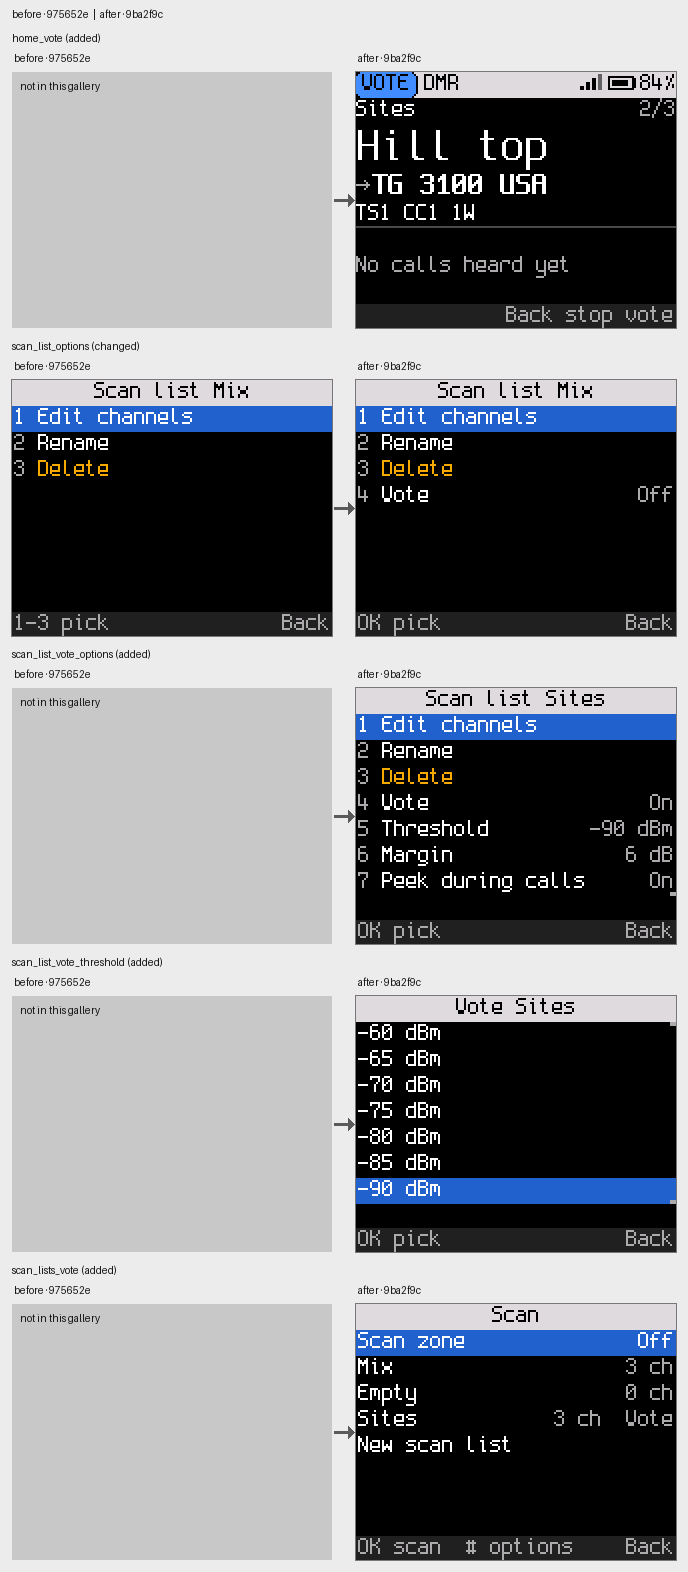 before · 975652e | after · 9ba2f9c
home_vote (added)
before · 975652e
after · 9ba2f9c
not in this gallery
VOTE DMR 84%
Sites 2/3
Hill top
→TG 3100 USA
TS1 CC1 1W
No calls heard yet
Back stop vote
scan_list_options (changed)
before · 975652e
after · 9ba2f9c
Scan list Mix
1 Edit channels
2 Rename
3 Delete
1-3 pick Back
Scan list Mix
1 Edit channels
2 Rename
3 Delete
4 Vote Off
OK pick Back
scan_list_vote_options (added)
before · 975652e
after · 9ba2f9c
not in this gallery
Scan list Sites
1 Edit channels
2 Rename
3 Delete
4 Vote On
5 Threshold -90 dBm
6 Margin 6 dB
7 Peek during calls On
OK pick Back
scan_list_vote_threshold (added)
before · 975652e
after · 9ba2f9c
not in this gallery
Vote Sites
-60 dBm
-65 dBm
-70 dBm
-75 dBm
-80 dBm
-85 dBm
-90 dBm
OK pick Back
scan_lists_vote (added)
before · 975652e
after · 9ba2f9c
not in this gallery
Scan
Scan zone Off
Mix 3 ch
Empty 0 ch
Sites 3 ch Vote
New scan list
OK scan # options Back